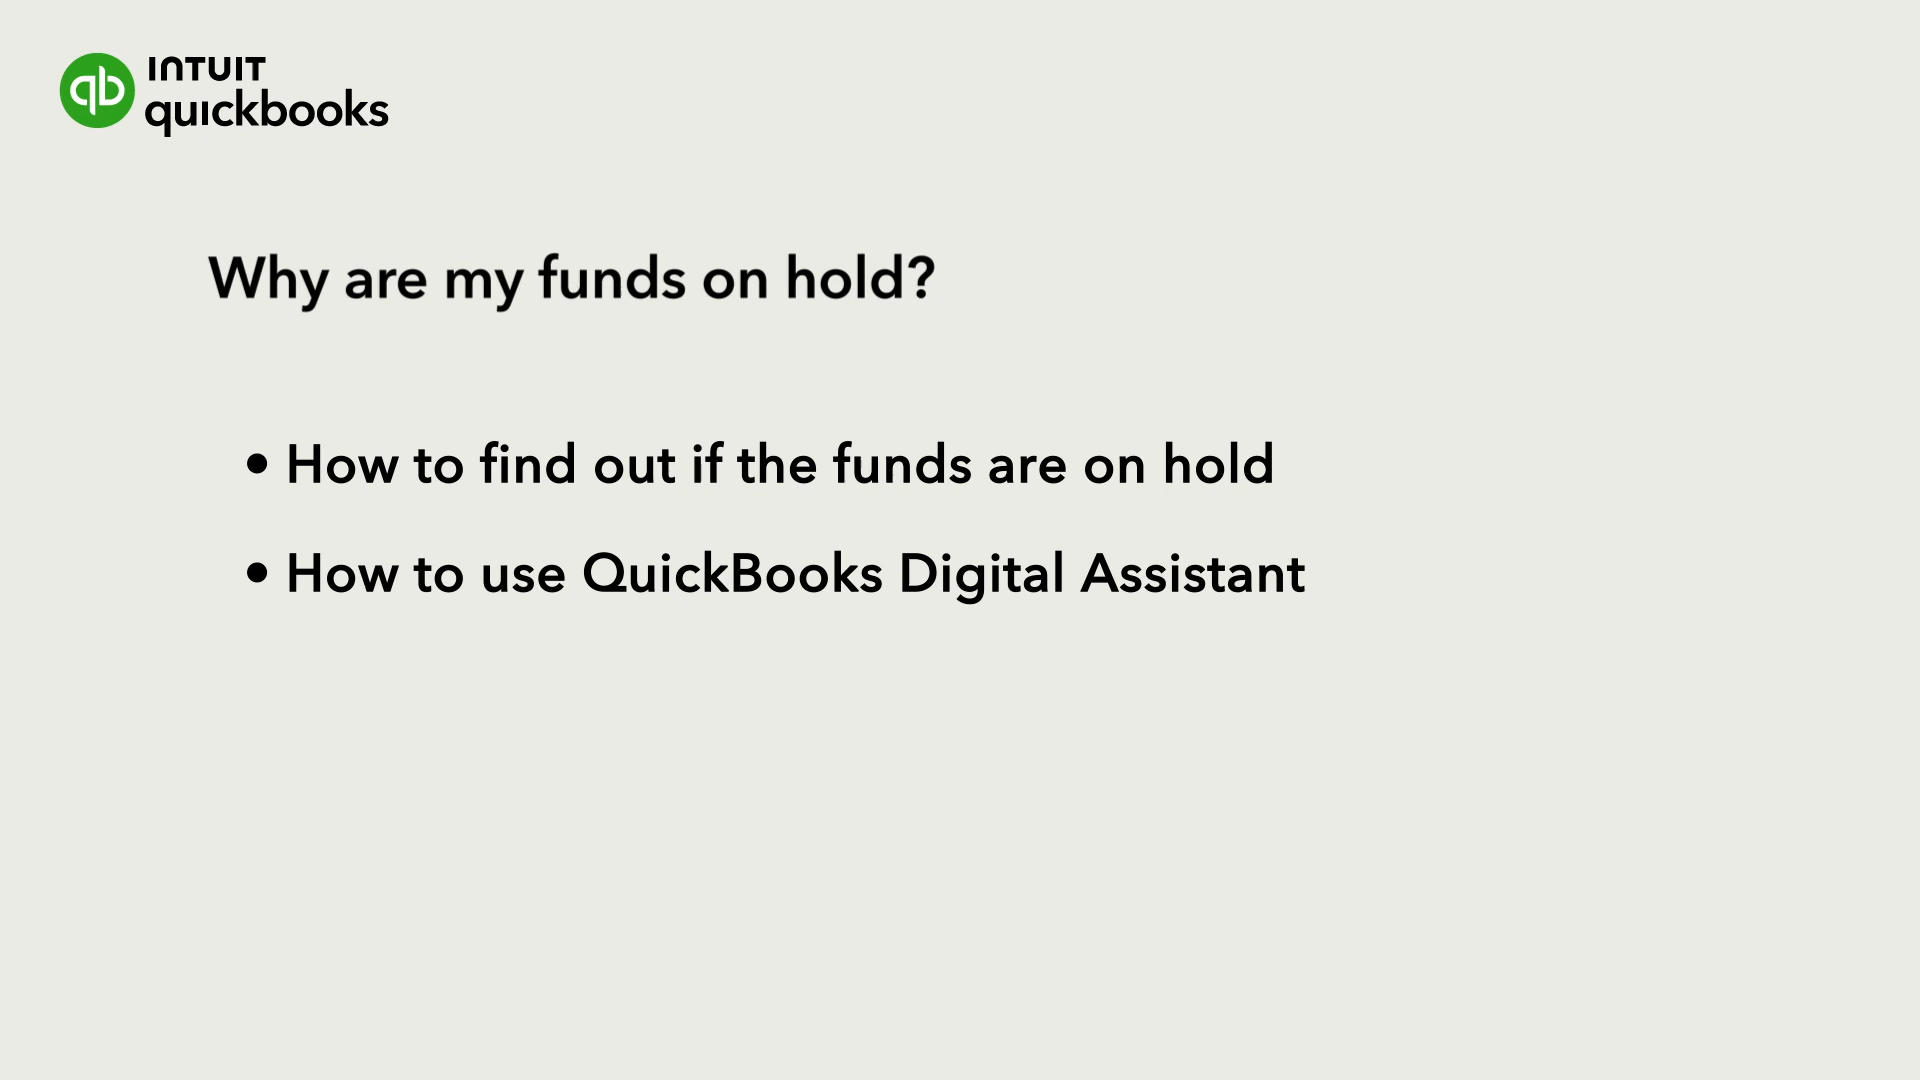 INTUIT
quickbooks
Why are my funds on hold?
• How to find out if the funds are on hold
• How to use QuickBooks Digital Assistant